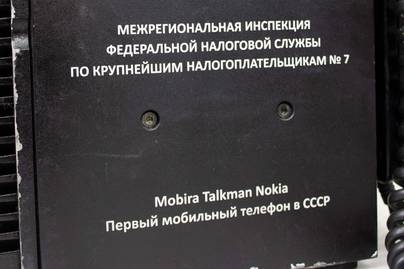 МЕЖРЕГИОНАЛЬНАЯ ИНСПЕКЦИЯ
ФЕДЕРАЛЬНОЙ НАЛОГОВОЙ СЛУЖБЫ
ПО КРУПНЕЙШИМ НАЛОГОПЛАТЕЛЬЩИКАМ № 7
Mobira Talkman Nokia
Первый мобильный телефон в СССР